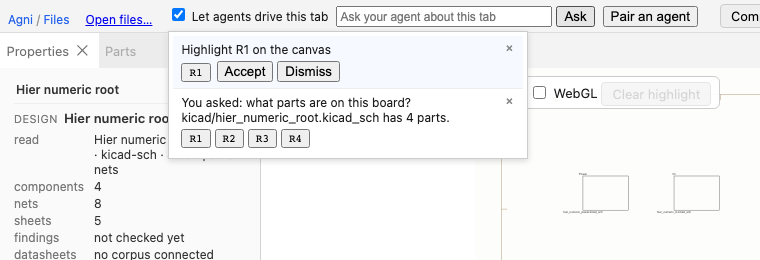 Agni / Files Open files... Let agents drive this tab Ask your agent about this tab Ask Pair an agent Com
Properties Parts
Highlight R1 on the canvas ×
R1 Accept Dismiss
You asked: what parts are on this board? ×
kicad/hier_numeric_root.kicad_sch has 4 parts.
R1 R2 R3 R4
WebGL Clear highlight
Hier numeric root
DESIGN Hier numeric roo
read Hier numeric
· kicad-sch ·
nets
components 4
nets 8
sheets 5
findings not checked yet
datasheets no corpus connected